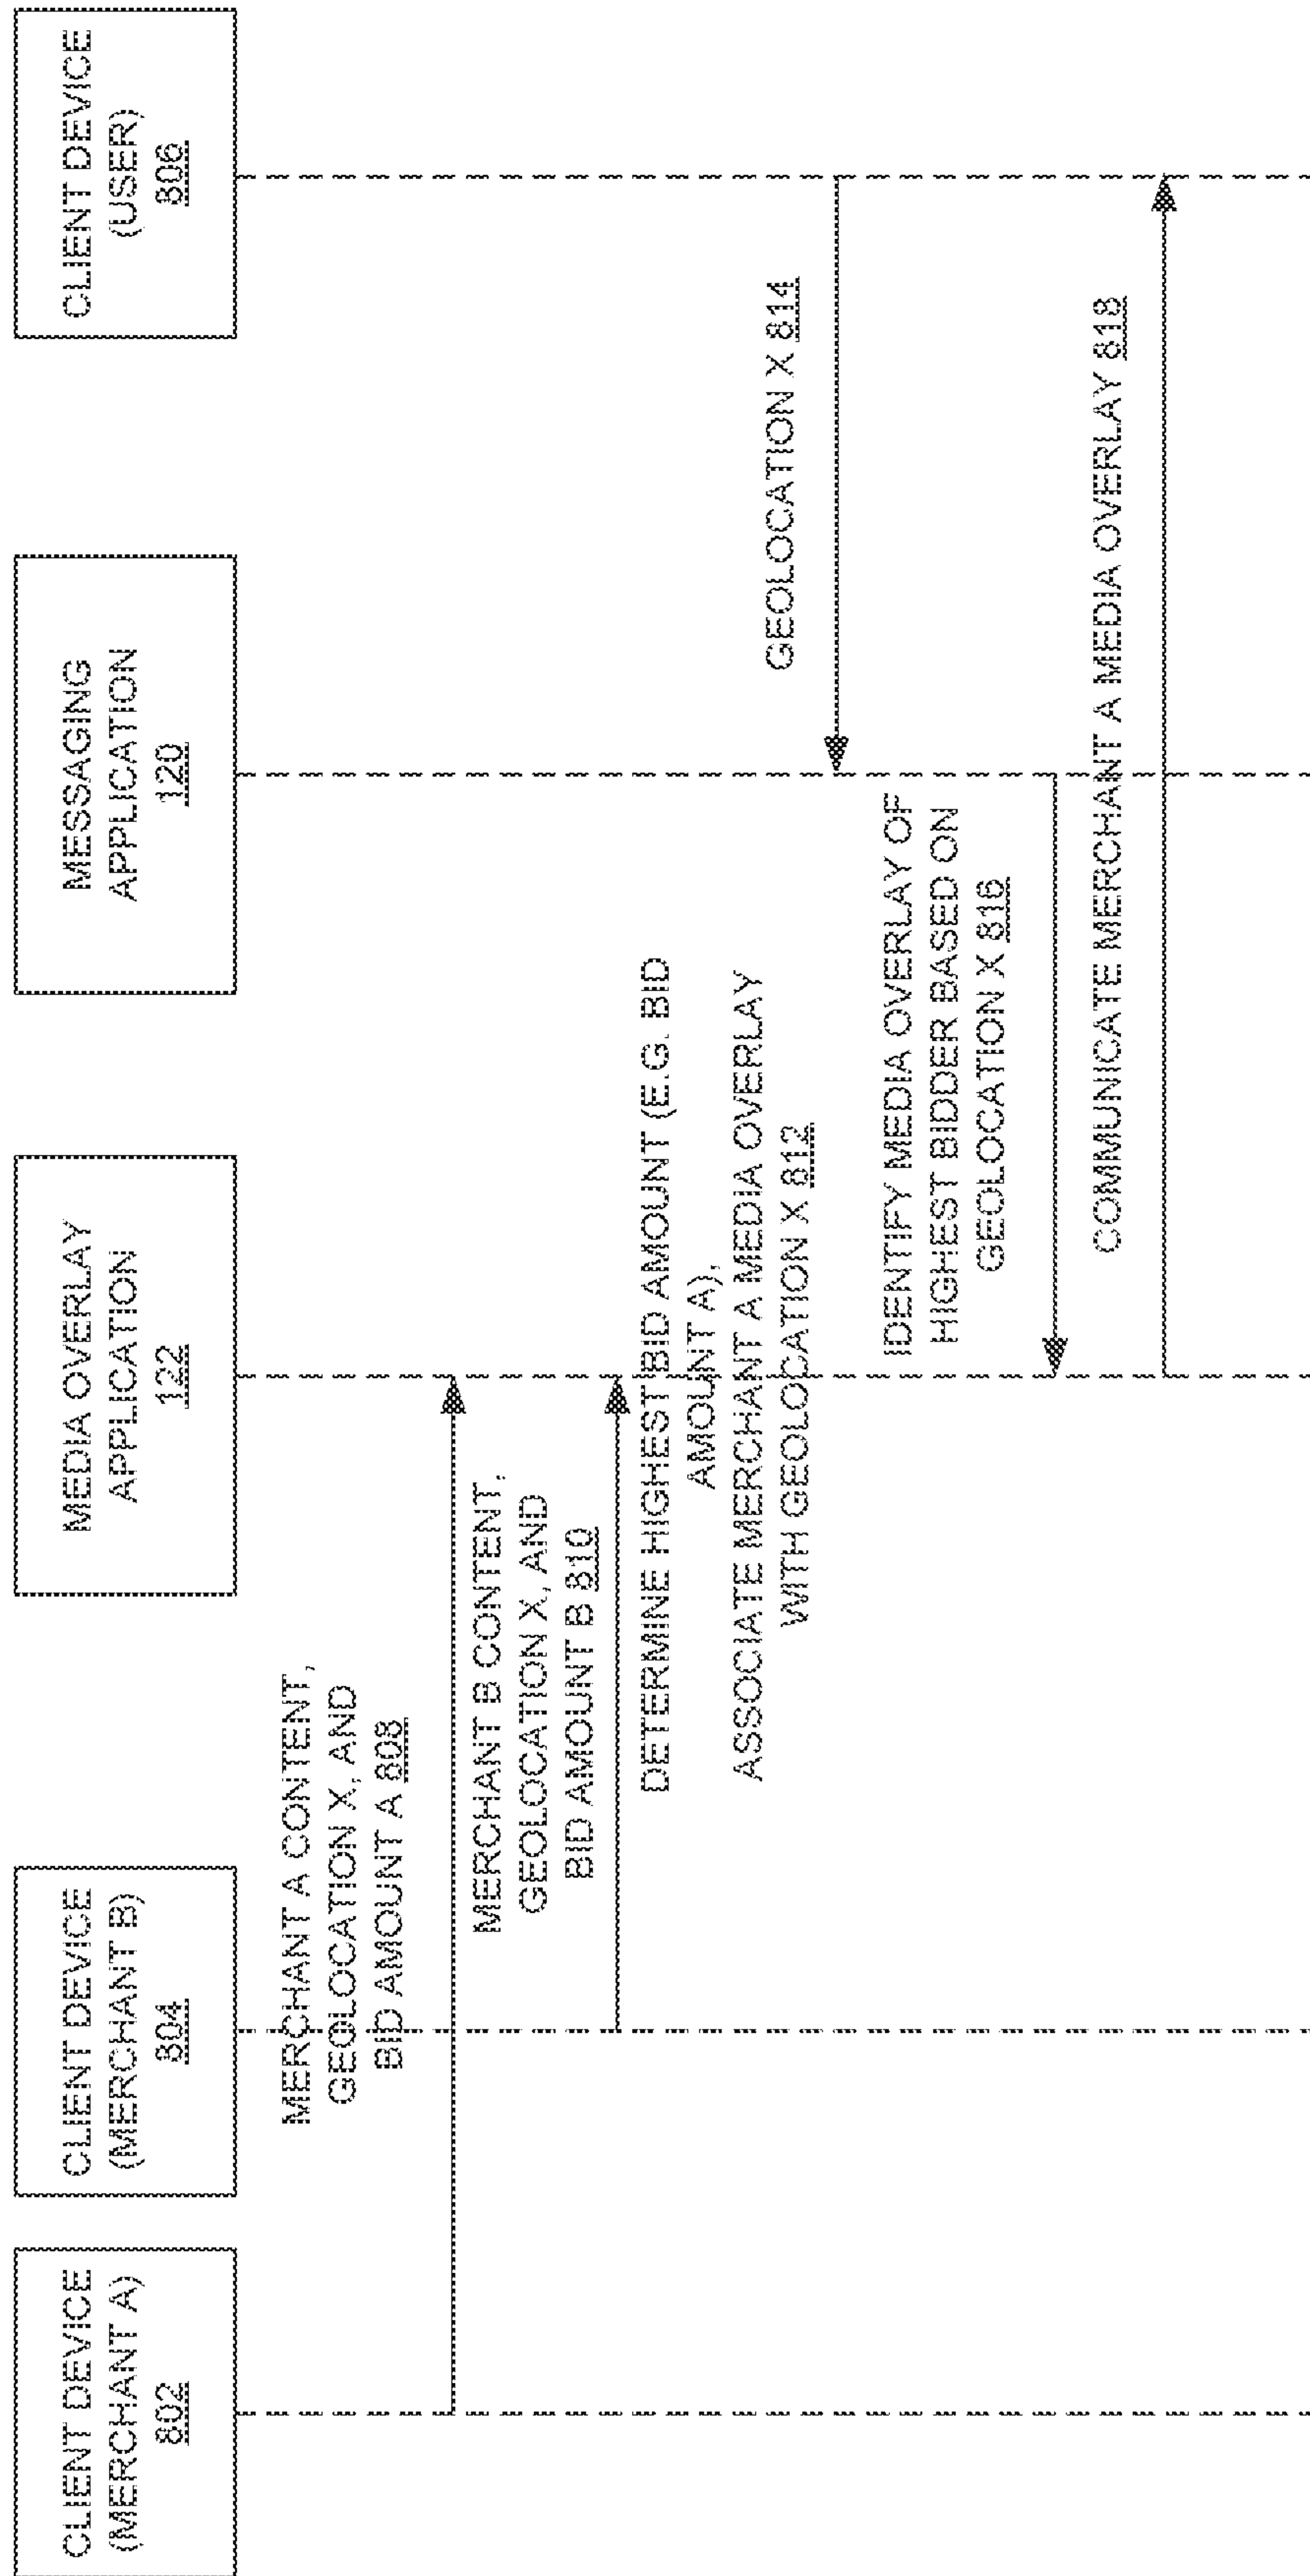 CLIENT DEVICE
(MERCHANT A)
802
CLIENT DEVICE
(MERCHANT B)
804
MEDIA OVERLAY
APPLICATION
122
MESSAGING
APPLICATION
120
CLIENT DEVICE
(USER)
806
MERCHANT A CONTENT,
GEOLOCATION X, AND
BID AMOUNT A 808
MERCHANT B CONTENT,
GEOLOCATION X, AND
BID AMOUNT B 810
DETERMINE HIGHEST BID AMOUNT (E.G. BID
AMOUNT A),
ASSOCIATE MERCHANT A MEDIA OVERLAY
WITH GEOLOCATION X 812
GEOLOCATION X 814
IDENTIFY MEDIA OVERLAY OF
HIGHEST BIDDER BASED ON
GEOLOCATION X 816
COMMUNICATE MERCHANT A MEDIA OVERLAY 818